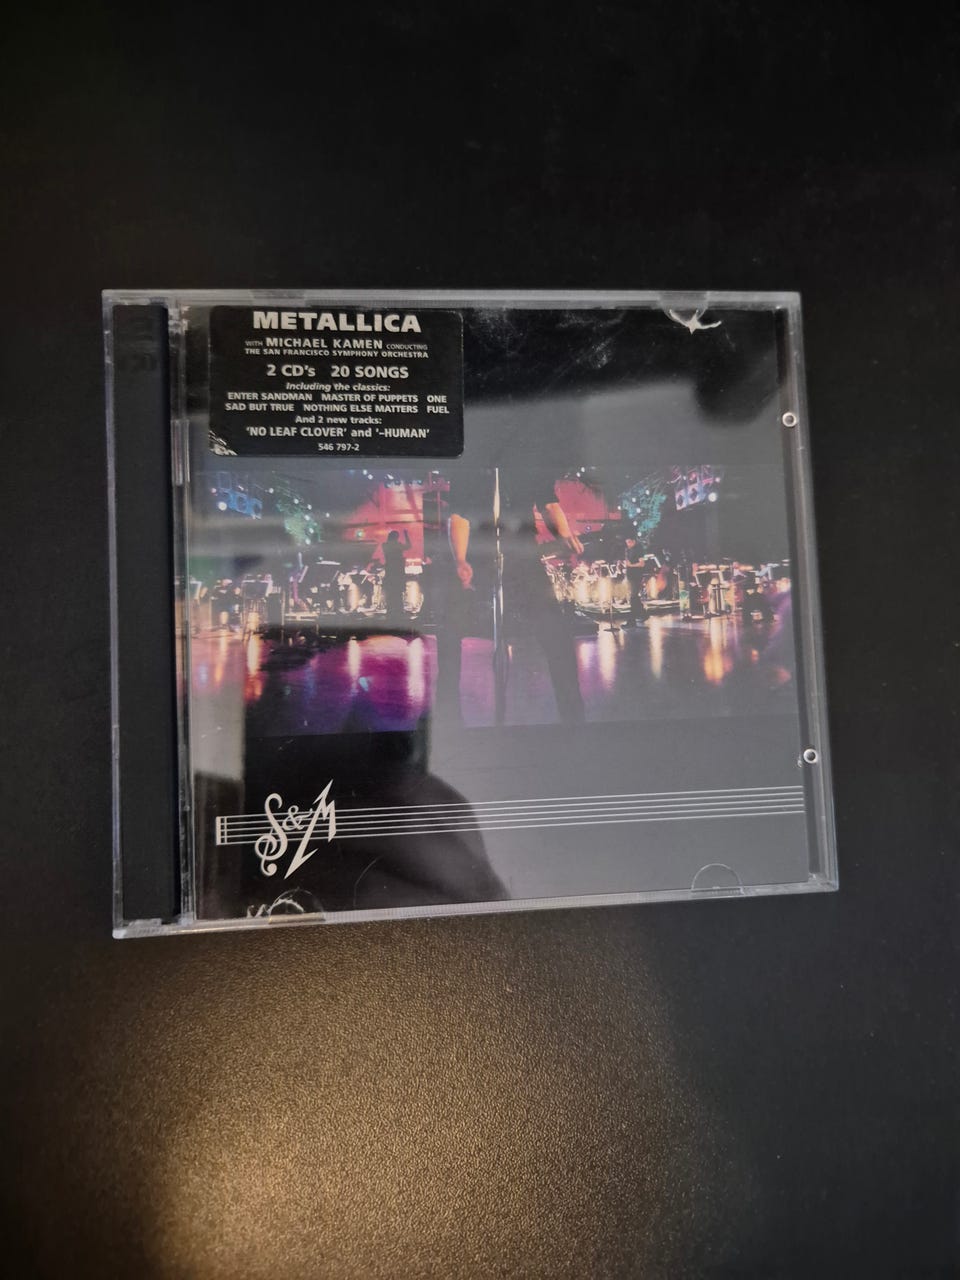 METALLICA
WITH MICHAEL KAMEN CONDUCTING
THE SAN FRANCISCO SYMPHONY ORCHESTRA
2 CD's 20 SONGS
Including the classics:
ENTER SANDMAN MASTER OF PUPPETS ONE
SAD BUT TRUE NOTHING ELSE MATTERS FUEL
And 2 new tracks:
'NO LEAF CLOVER' and '–HUMAN'
546 797-2
S&M